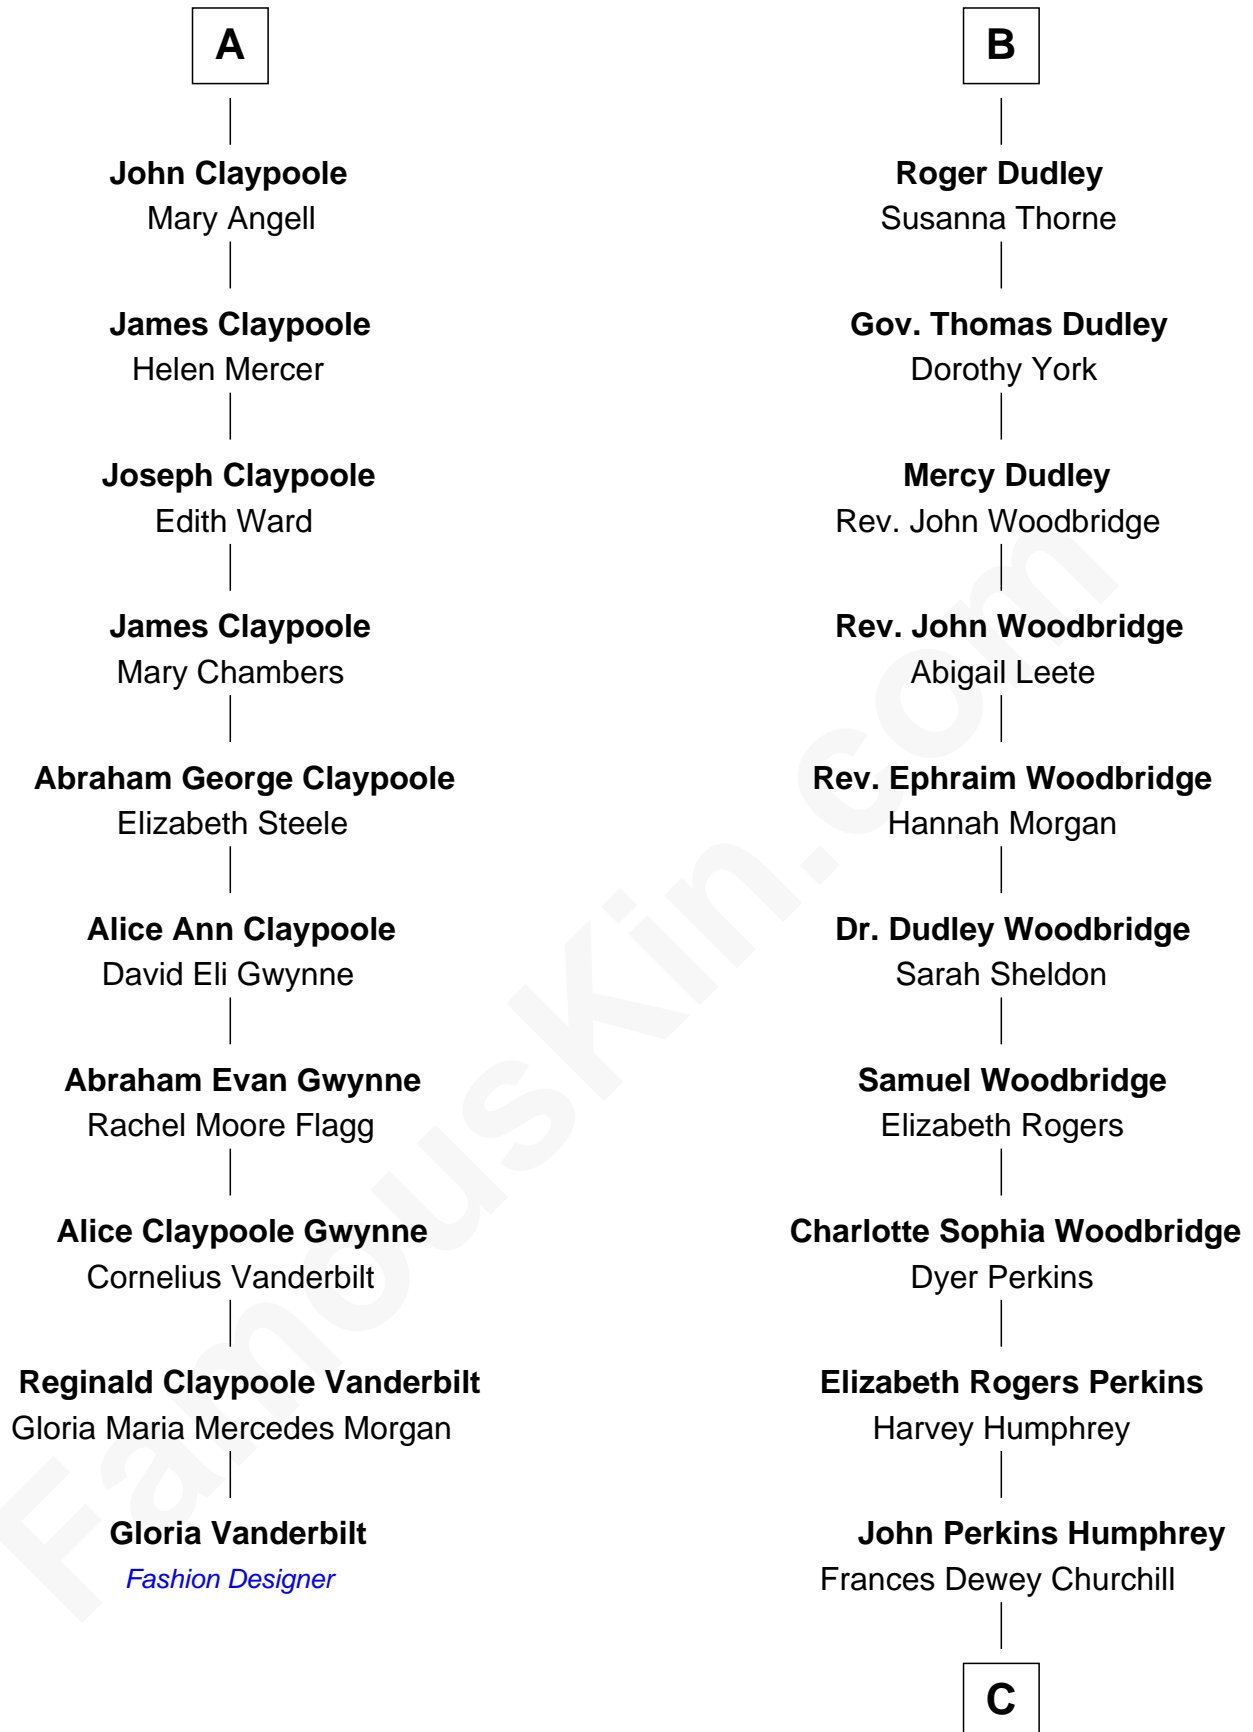 A
John Claypoole
Mary Angell
James Claypoole
Helen Mercer
Joseph Claypoole
Edith Ward
James Claypoole
Mary Chambers
Abraham George Claypoole
Elizabeth Steele
Alice Ann Claypoole
David Eli Gwynne
Abraham Evan Gwynne
Rachel Moore Flagg
Alice Claypoole Gwynne
Cornelius Vanderbilt
Reginald Claypoole Vanderbilt
Gloria Maria Mercedes Morgan
Gloria Vanderbilt
Fashion Designer
B
Roger Dudley
Susanna Thorne
Gov. Thomas Dudley
Dorothy York
Mercy Dudley
Rev. John Woodbridge
Rev. John Woodbridge
Abigail Leete
Rev. Ephraim Woodbridge
Hannah Morgan
Dr. Dudley Woodbridge
Sarah Sheldon
Samuel Woodbridge
Elizabeth Rogers
Charlotte Sophia Woodbridge
Dyer Perkins
Elizabeth Rogers Perkins
Harvey Humphrey
John Perkins Humphrey
Frances Dewey Churchill
C
FamousKin.com